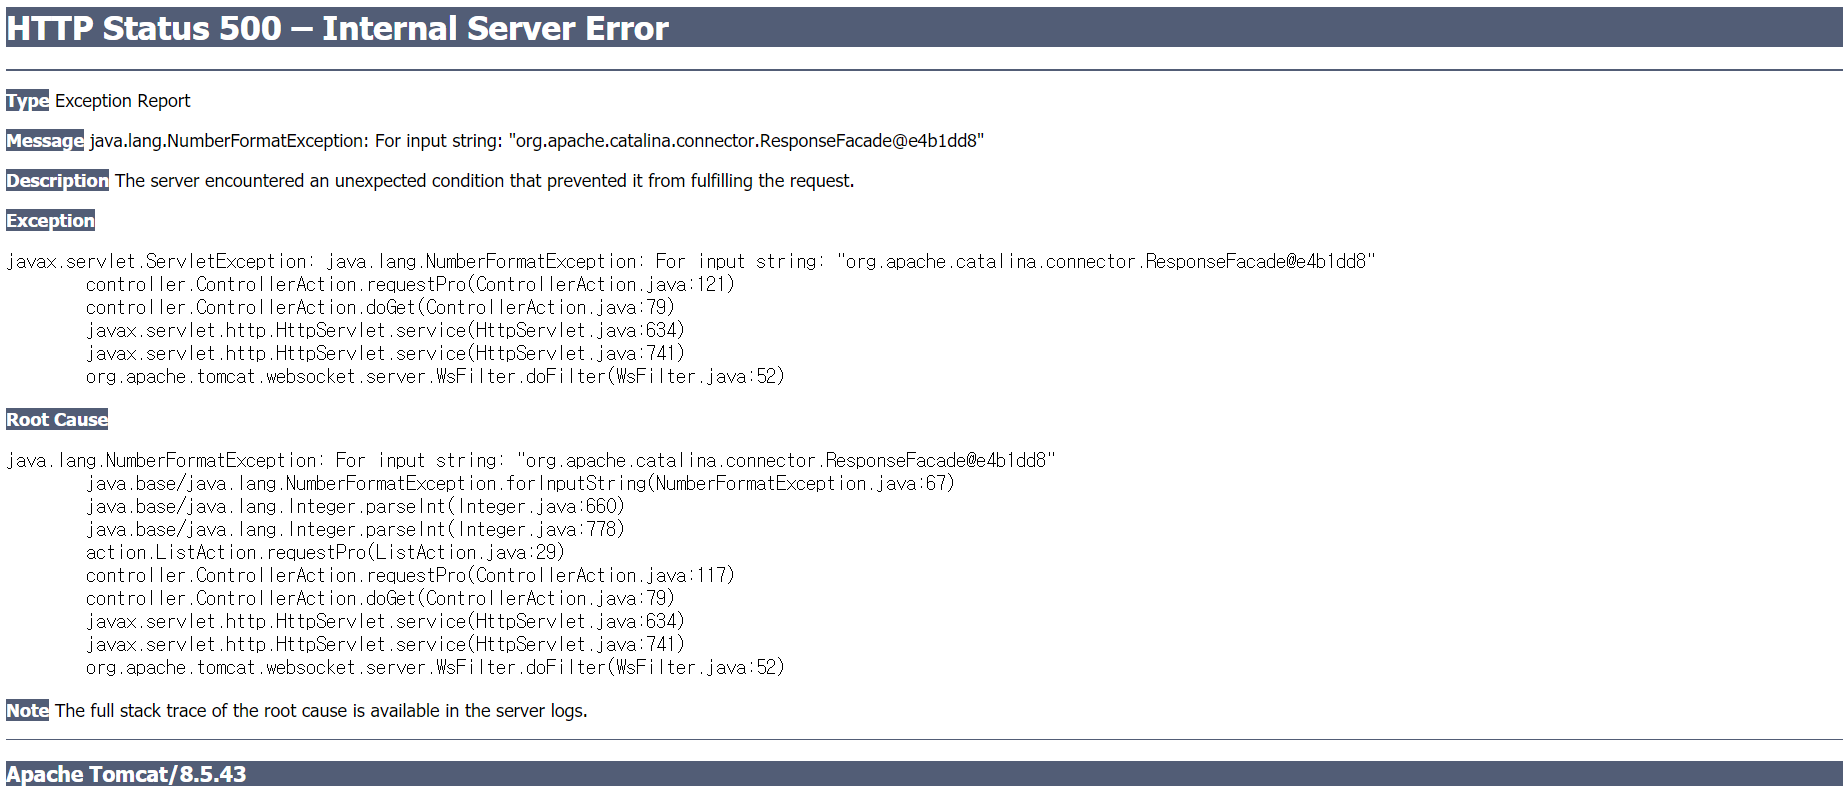 HTTP Status 500 – Internal Server Error
Type Exception Report
Message java.lang.NumberFormatException: For input string: "org.apache.catalina.connector.ResponseFacade@e4b1dd8"
Description The server encountered an unexpected condition that prevented it from fulfilling the request.
Exception
javax.servlet.ServletException: java.lang.NumberFormatException: For input string: "org.apache.catalina.connector.ResponseFacade@e4b1dd8"
controller.ControllerAction.requestPro(ControllerAction.java:121)
controller.ControllerAction.doGet(ControllerAction.java:79)
javax.servlet.http.HttpServlet.service(HttpServlet.java:634)
javax.servlet.http.HttpServlet.service(HttpServlet.java:741)
org.apache.tomcat.websocket.server.WsFilter.doFilter(WsFilter.java:52)
Root Cause
java.lang.NumberFormatException: For input string: "org.apache.catalina.connector.ResponseFacade@e4b1dd8"
java.base/java.lang.NumberFormatException.forInputString(NumberFormatException.java:67)
java.base/java.lang.Integer.parseInt(Integer.java:660)
java.base/java.lang.Integer.parseInt(Integer.java:778)
action.ListAction.requestPro(ListAction.java:29)
controller.ControllerAction.requestPro(ControllerAction.java:117)
controller.ControllerAction.doGet(ControllerAction.java:79)
javax.servlet.http.HttpServlet.service(HttpServlet.java:634)
javax.servlet.http.HttpServlet.service(HttpServlet.java:741)
org.apache.tomcat.websocket.server.WsFilter.doFilter(WsFilter.java:52)
Note The full stack trace of the root cause is available in the server logs.
Apache Tomcat/8.5.43